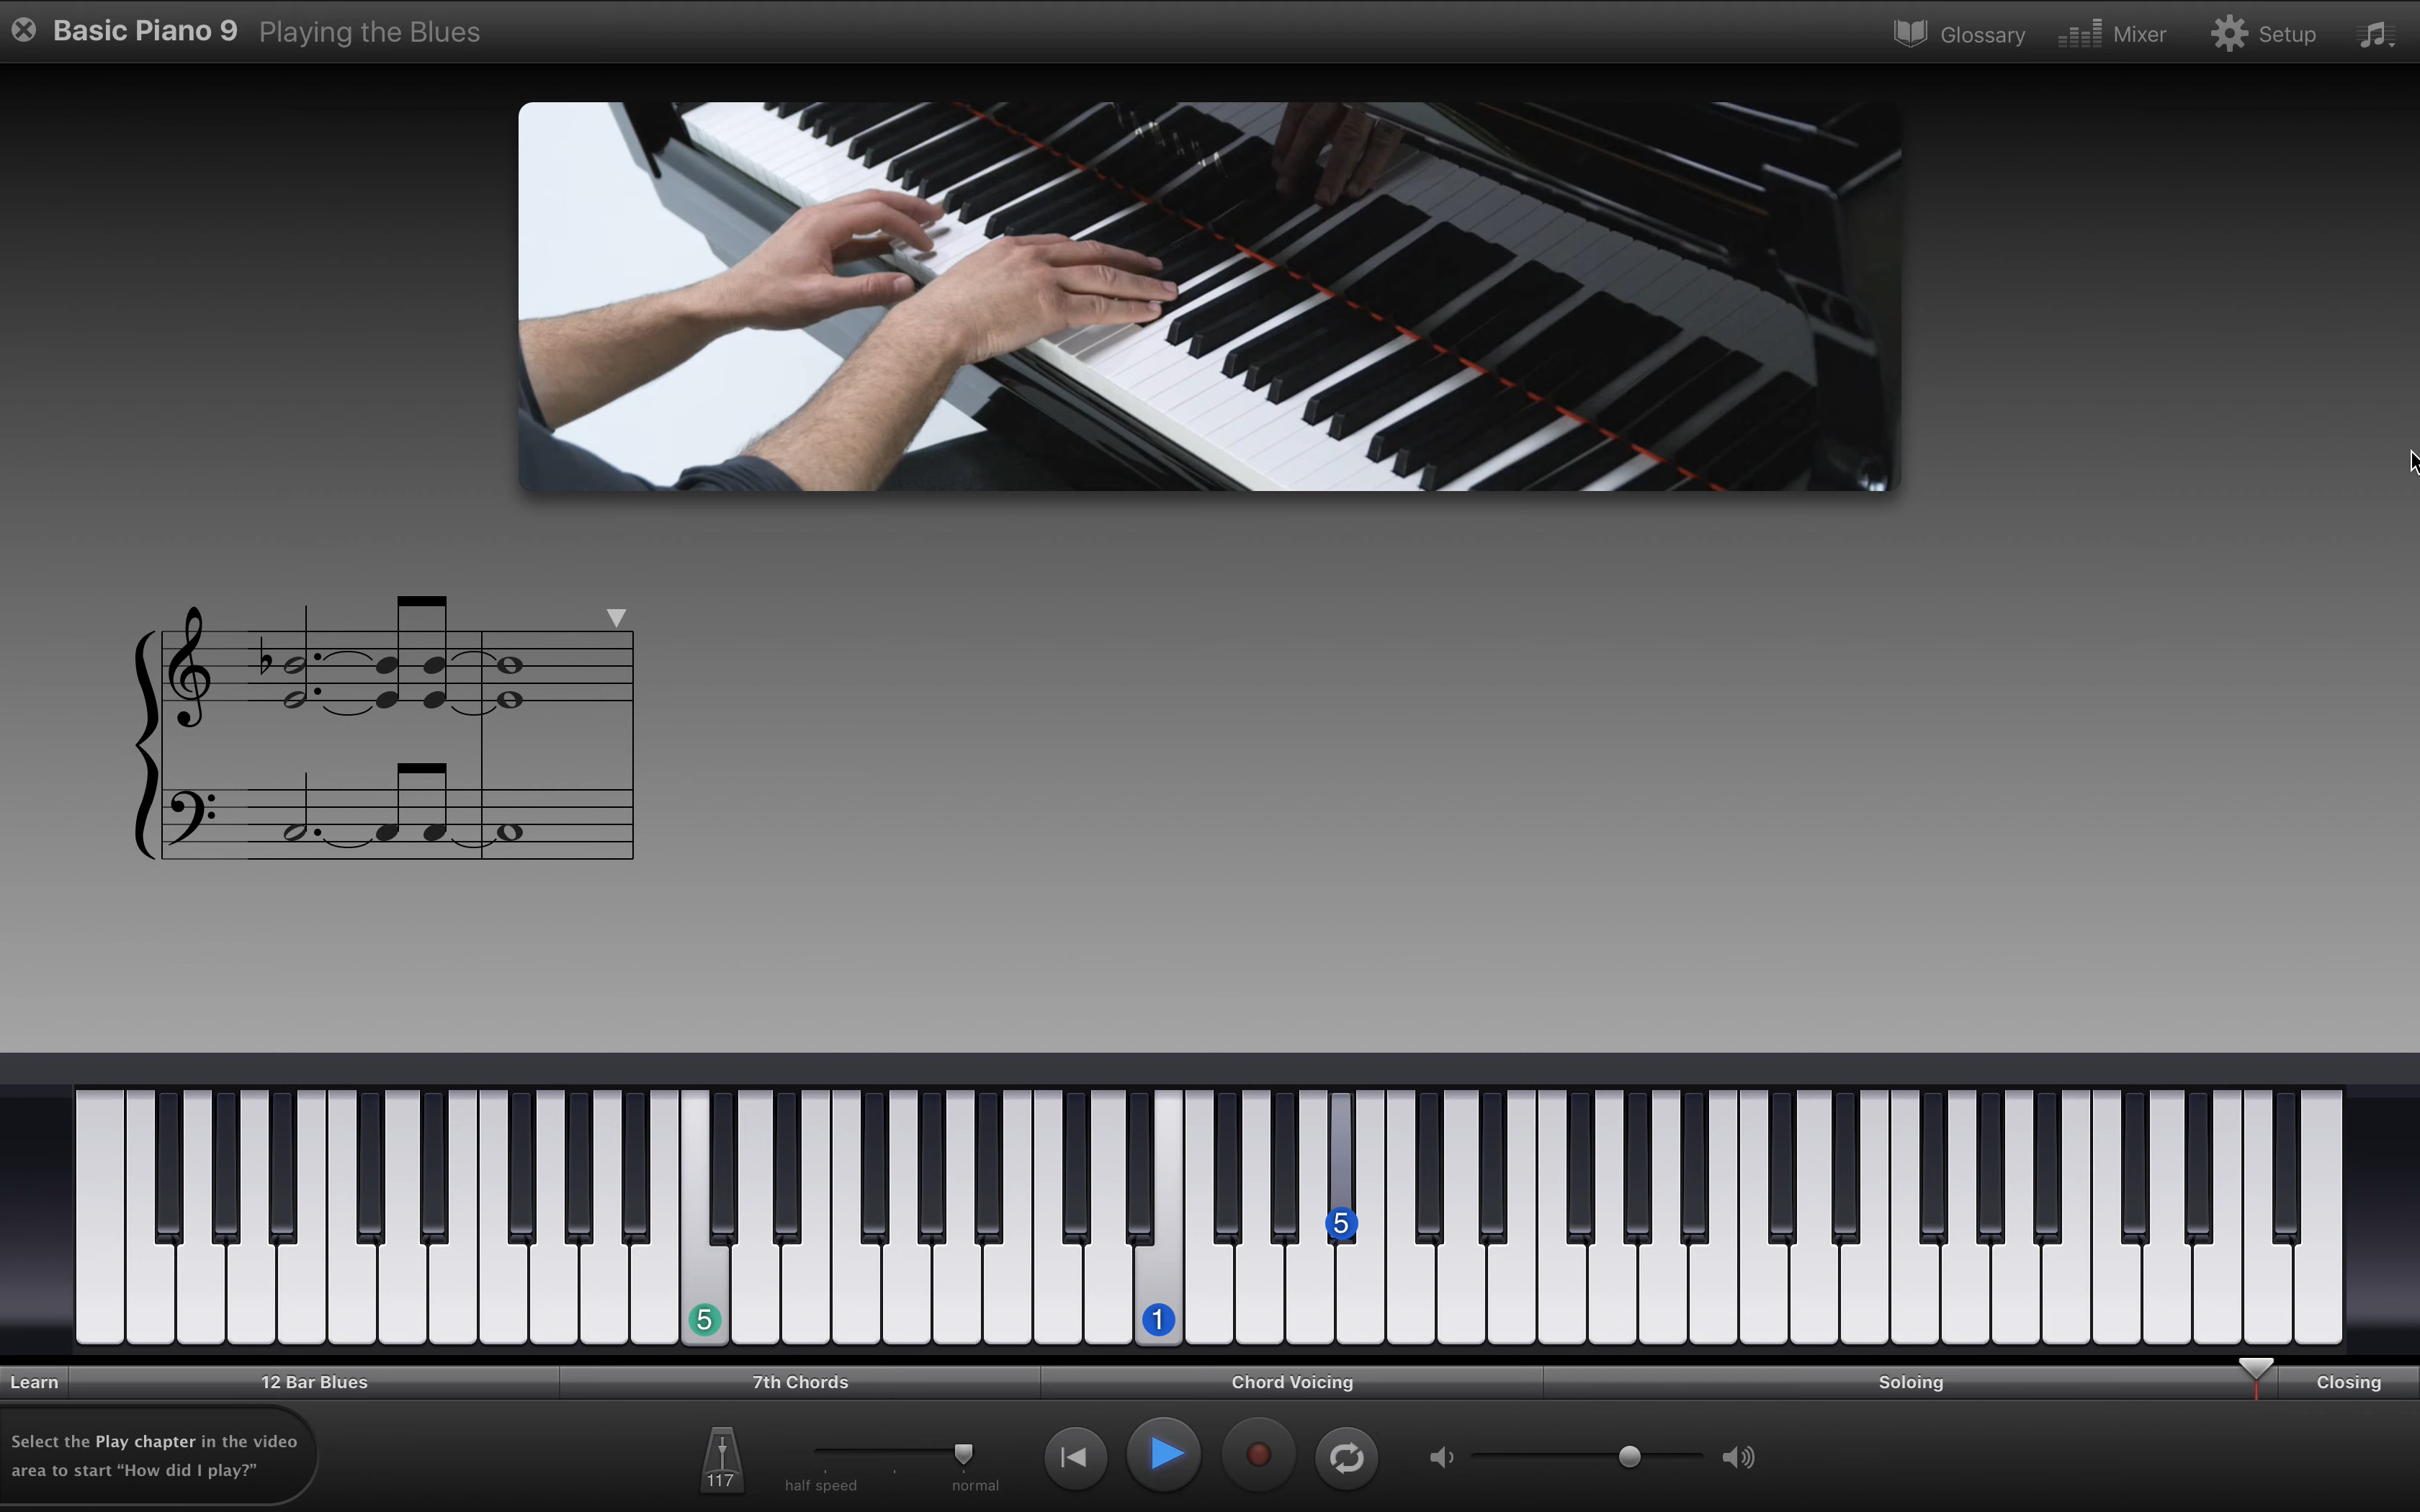 Basic Piano 9 Playing the Blues Glossary Mixer Setup
5
5 1
Learn 12 Bar Blues 7th Chords Chord Voicing Soloing Closing
Select the Play chapter in the video
area to start “How did I play?”
117
half speed normal